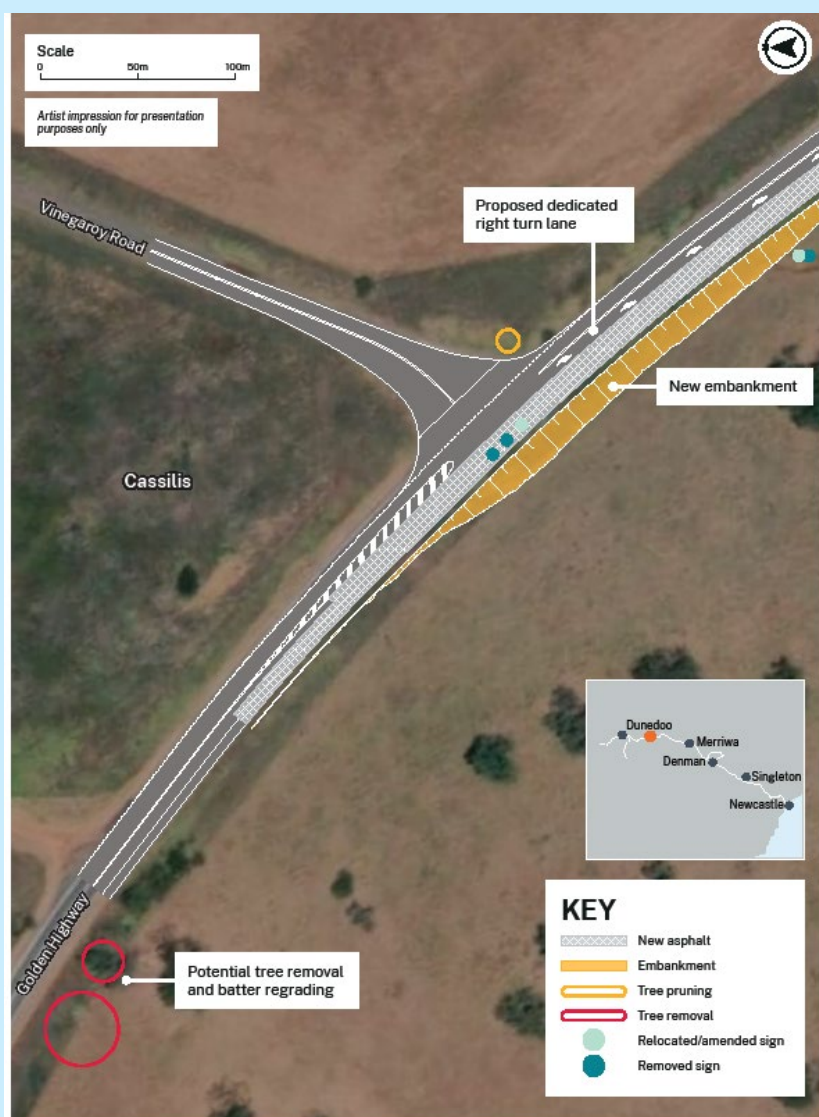 Scale
0 50m 100m
Artist impression for presentation
purposes only
Vinegaroy Road
Proposed dedicated
right turn lane
New embankment
Cassilis
Dunedoo
Merriwa
Denman
Singleton
Newcastle
Golden Highway
Potential tree removal
and batter regrading
KEY
New asphalt
Embankment
Tree pruning
Tree removal
Relocated/amended sign
Removed sign